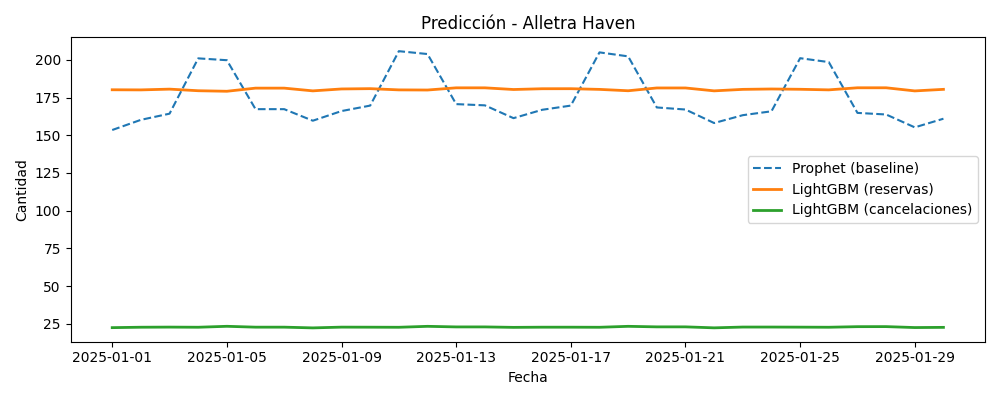 Predicción - Alletra Haven
Cantidad
200
175
150
125
100
75
50
25
Prophet (baseline)
LightGBM (reservas)
LightGBM (cancelaciones)
2025-01-01 2025-01-05 2025-01-09 2025-01-13 2025-01-17 2025-01-21 2025-01-25 2025-01-29
Fecha